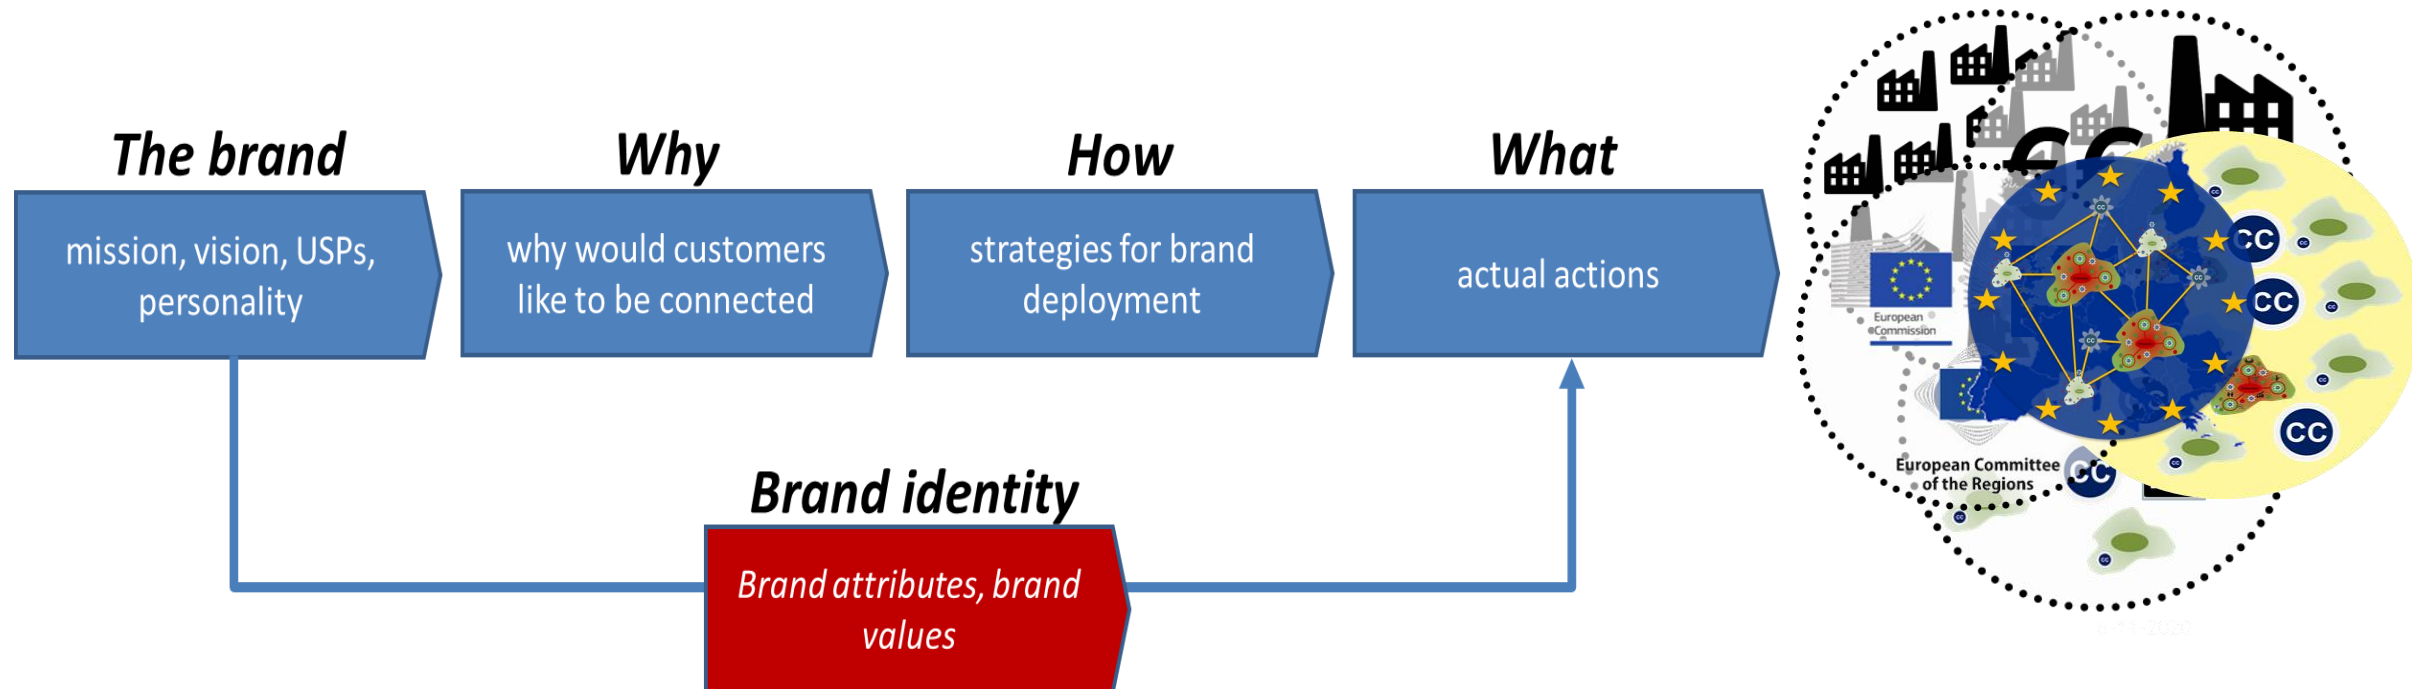 The brand
mission, vision, USPs,
personality
Why
why would customers
like to be connected
How
strategies for brand
deployment
What
actual actions
Brand identity
Brand attributes, brand
values
CC
European
Commission
European Committee
of the Regions
CC
CC
CC
CC